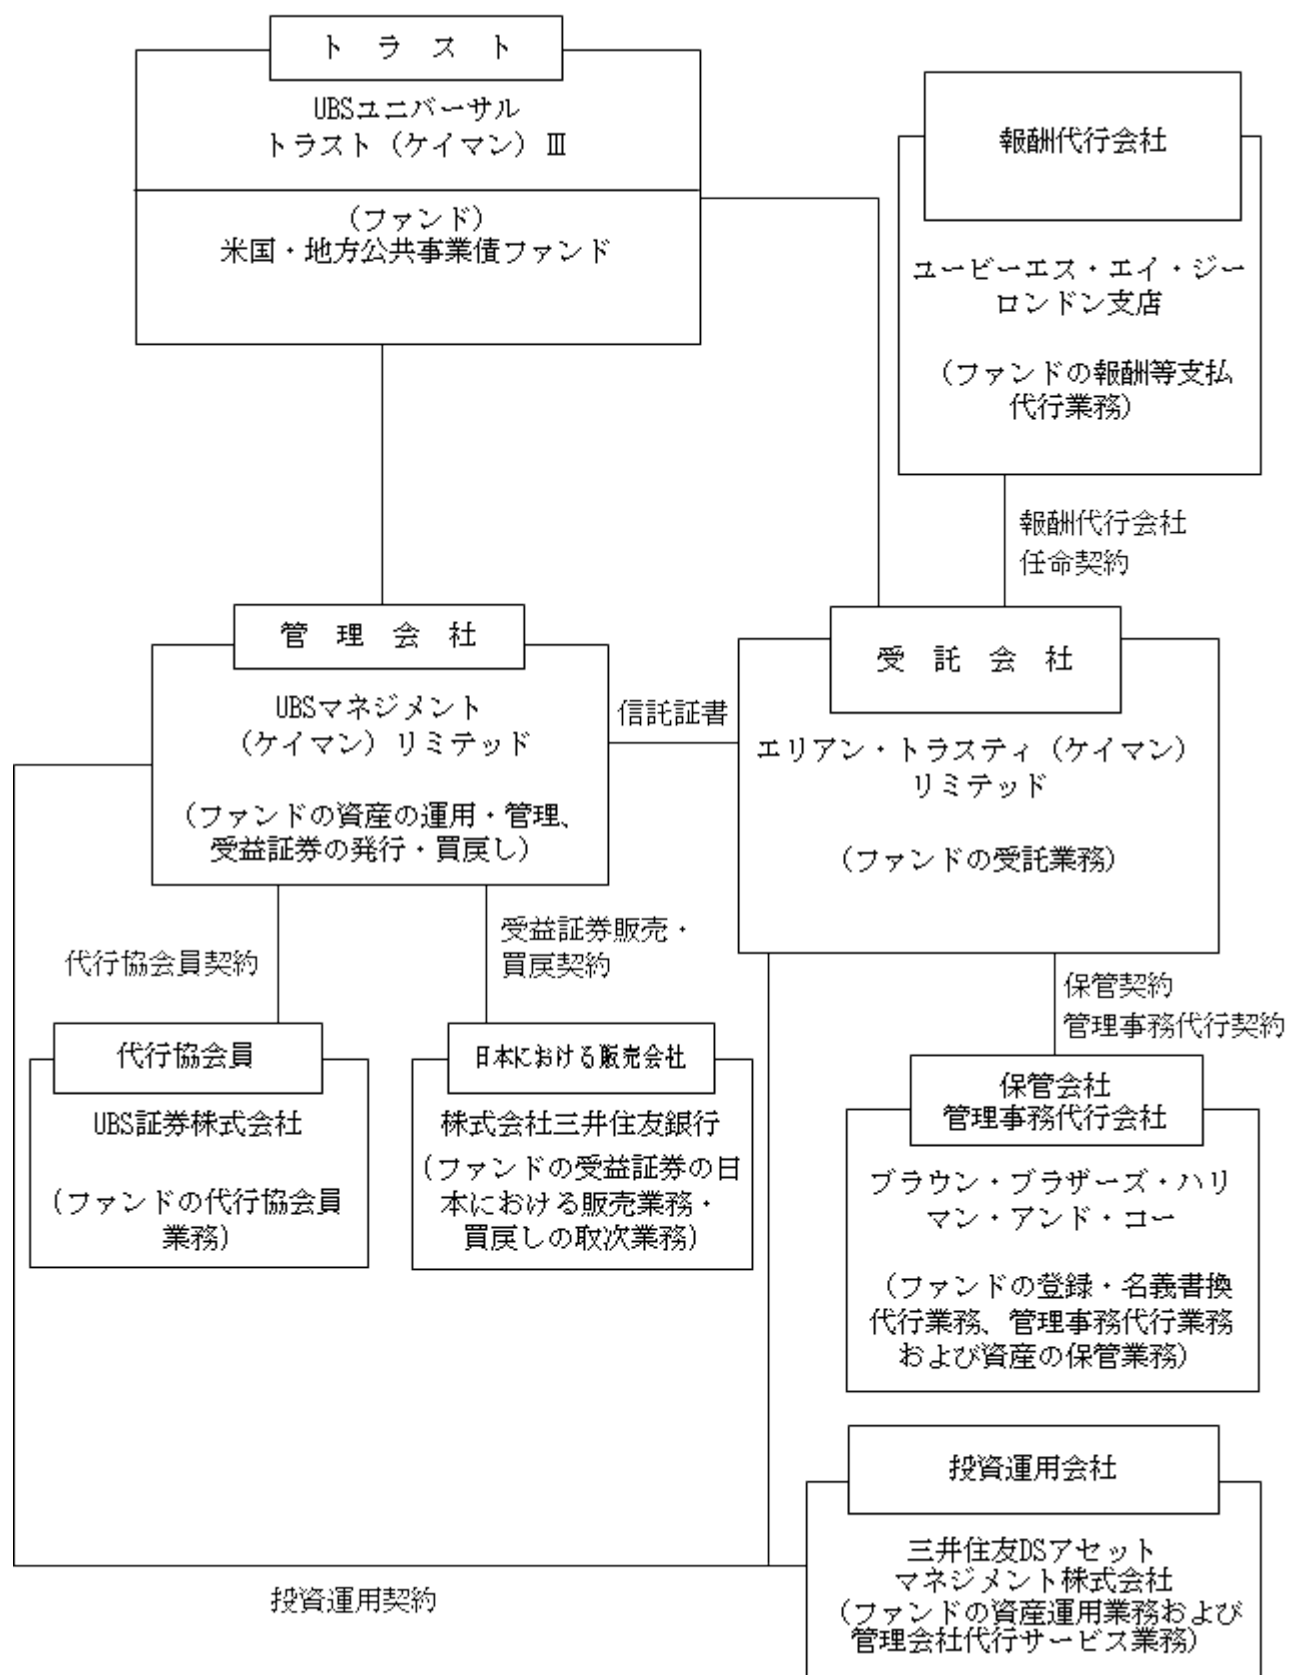 トラスト
UBSユニバーサル
トラスト（ケイマン）Ⅲ
（ファンド）
米国・地方公共事業債ファンド
報酬代行会社
ユービーエス・エイ・ジー
ロンドン支店
（ファンドの報酬等支払
代行業務）
報酬代行会社
任命契約
管理会社
UBSマネジメント
（ケイマン）リミテッド
（ファンドの資産の運用・管理、
受益証券の発行・買戻し）
信託証書
受託会社
エリアン・トラスティ（ケイマン）
リミテッド
（ファンドの受託業務）
代行協会員契約
受益証券販売・
買戻契約
保管契約
管理事務代行契約
代行協会員
UBS証券株式会社
（ファンドの代行協会員
業務）
日本における販売会社
株式会社三井住友銀行
（ファンドの受益証券の日
本における販売業務・
買戻しの取次業務）
保管会社
管理事務代行会社
ブラウン・ブラザーズ・ハリ
マン・アンド・コー
（ファンドの登録・名義書換
代行業務、管理事務代行業務
および資産の保管業務）
投資運用会社
三井住友DSアセット
マネジメント株式会社
（ファンドの資産運用業務および
管理会社代行サービス業務）
投資運用契約